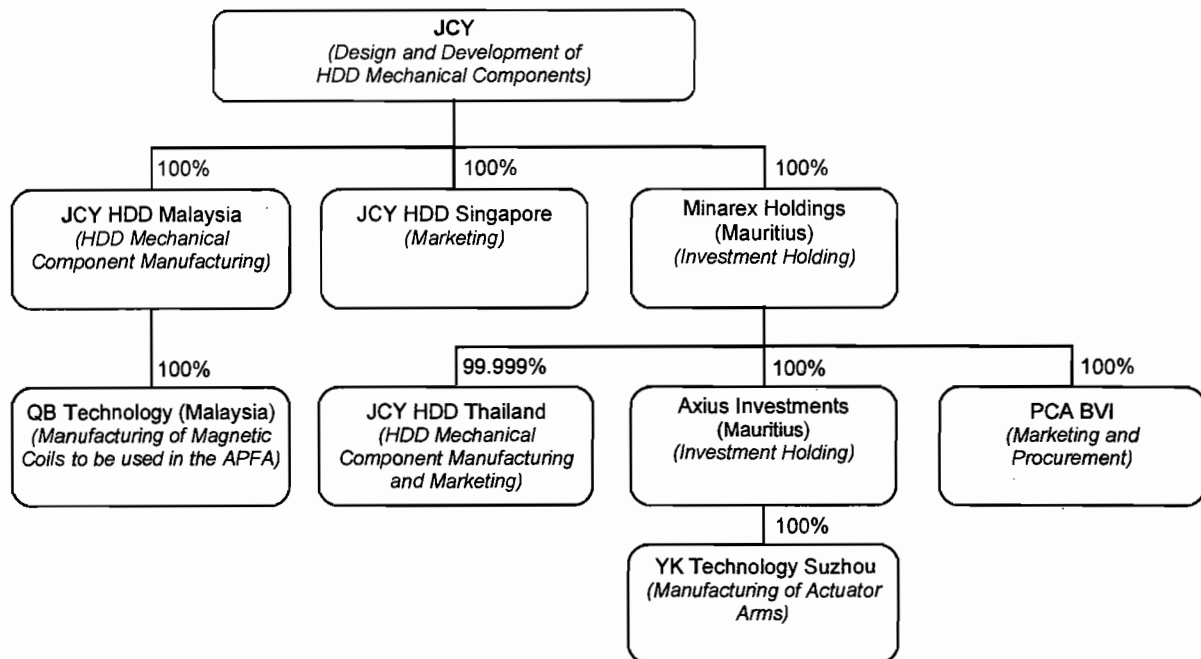 JCY
(Design and Development of
HDD Mechanical Components)
100%
100%
100%
JCY HDD Malaysia
(HDD Mechanical
Component Manufacturing)
JCY HDD Singapore
(Marketing)
Minarex Holdings
(Mauritius)
(Investment Holding)
100%
99.999%
100%
100%
QB Technology (Malaysia)
(Manufacturing of Magnetic
Coils to be used in the APFA)
JCY HDD Thailand
(HDD Mechanical
Component Manufacturing
and Marketing)
Axius Investments
(Mauritius)
(Investment Holding)
PCA BVI
(Marketing and
Procurement)
100%
YK Technology Suzhou
(Manufacturing of Actuator
Arms)